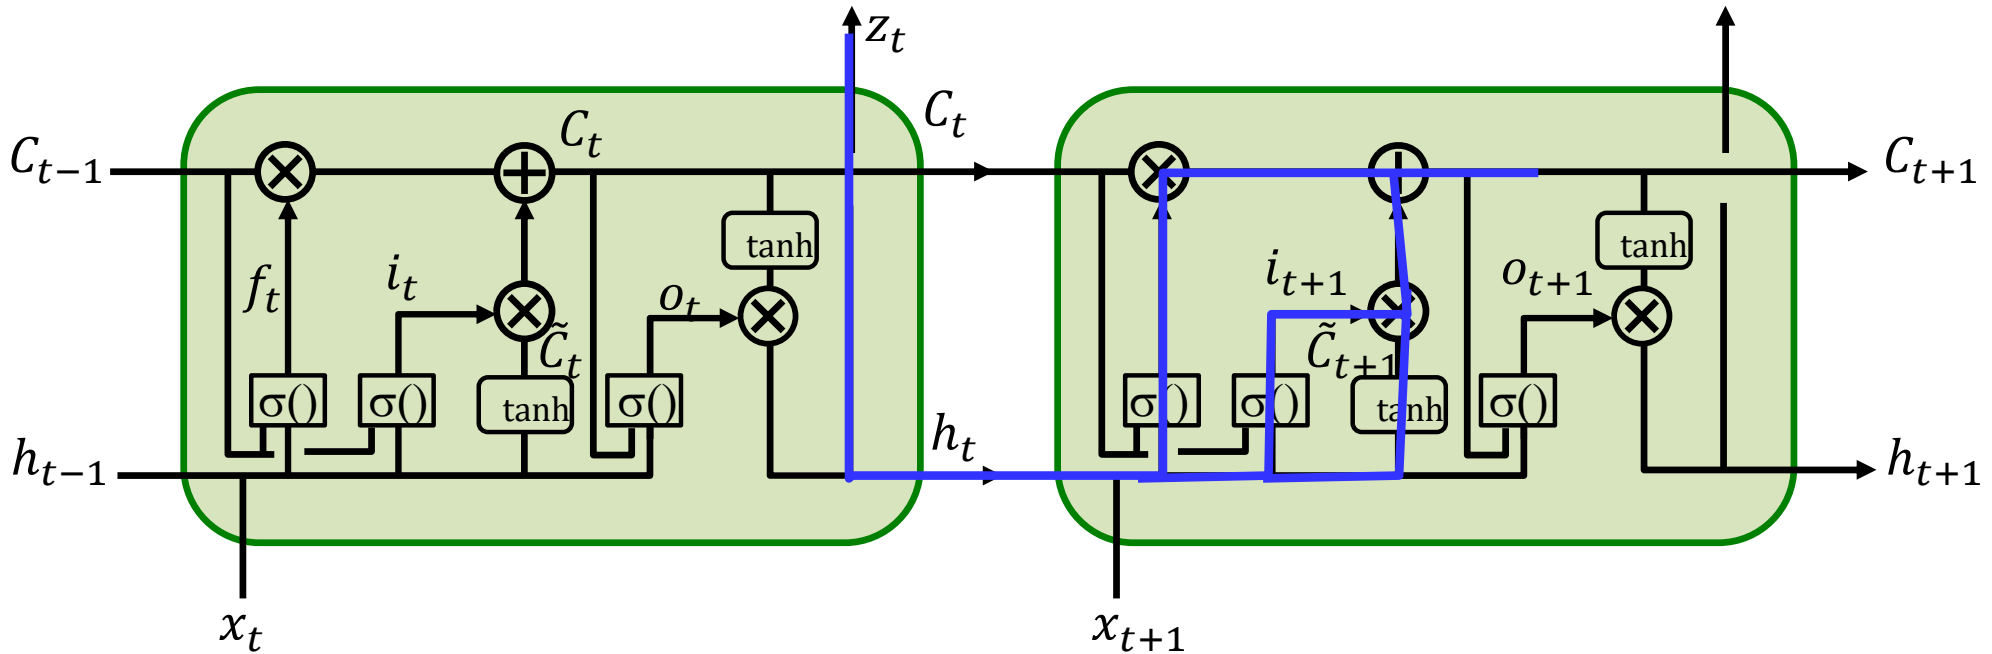 z_t
C_t
C_{t-1} C_t C_{t+1}
tanh tanh
f_t i_t o_t i_{t+1} o_{t+1}
C̃_t C̃_{t+1}
σ() σ() tanh σ() σ() σ() tanh σ()
h_{t-1} h_t h_{t+1}
x_t x_{t+1}